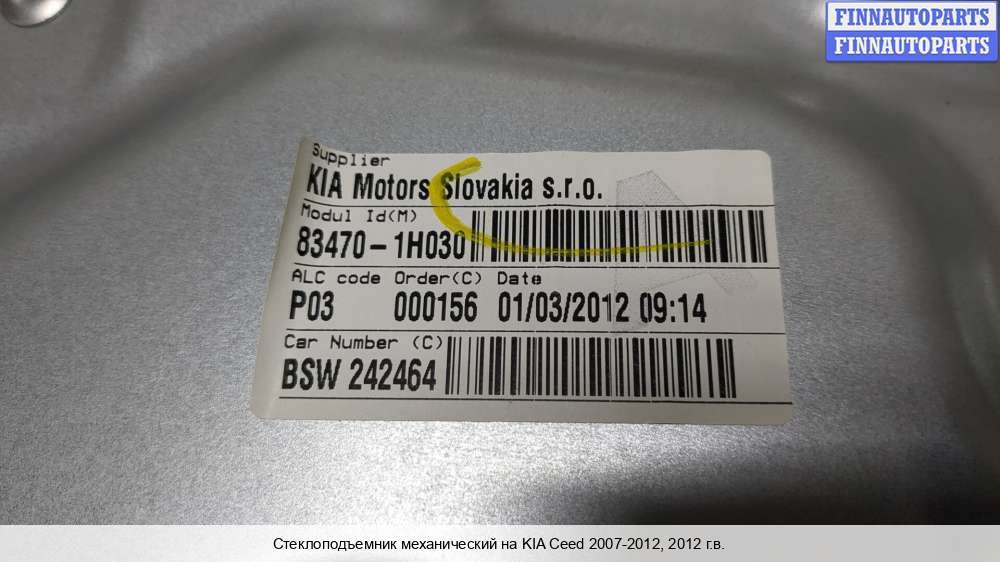 FINNAUTOPARTS
FINNAUTOPARTS
Supplier
KIA Motors Slovakia s.r.o.
Modul Id(M)
83470-1H030
ALC code Order(C) Date
P03 000156 01/03/2012 09:14
Car Number (C)
BSW 242464
Стеклоподъемник механический на KIA Ceed 2007-2012, 2012 г.в.